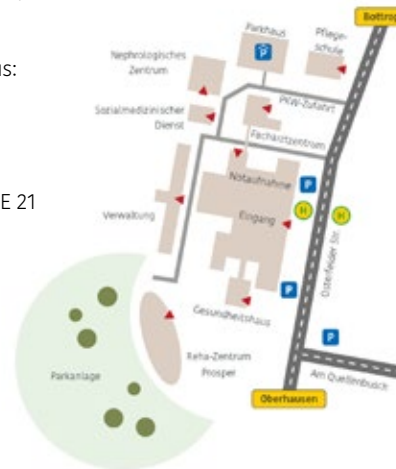 Bottrop
Parkhaus
P
Pflege-
schule
Nephrologisches
Zentrum
us:
PKW-Zufahrt
Sozialmedizinischer
Dienst
Facharztzentrum
Notaufnahme
P
E 21
Verwaltung
Eingang
H
H
Osterfelder Str.
P
Gesundheitshaus
P
Reha-Zentrum
Prosper
Parkanlage
Am Quellenbusch
Oberhausen